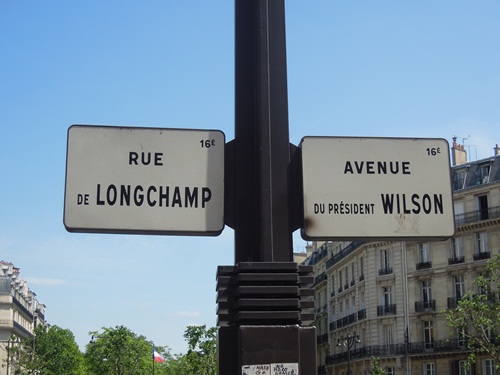 16E
RUE
DE LONGCHAMP
16E
AVENUE
DU PRÉSIDENT WILSON